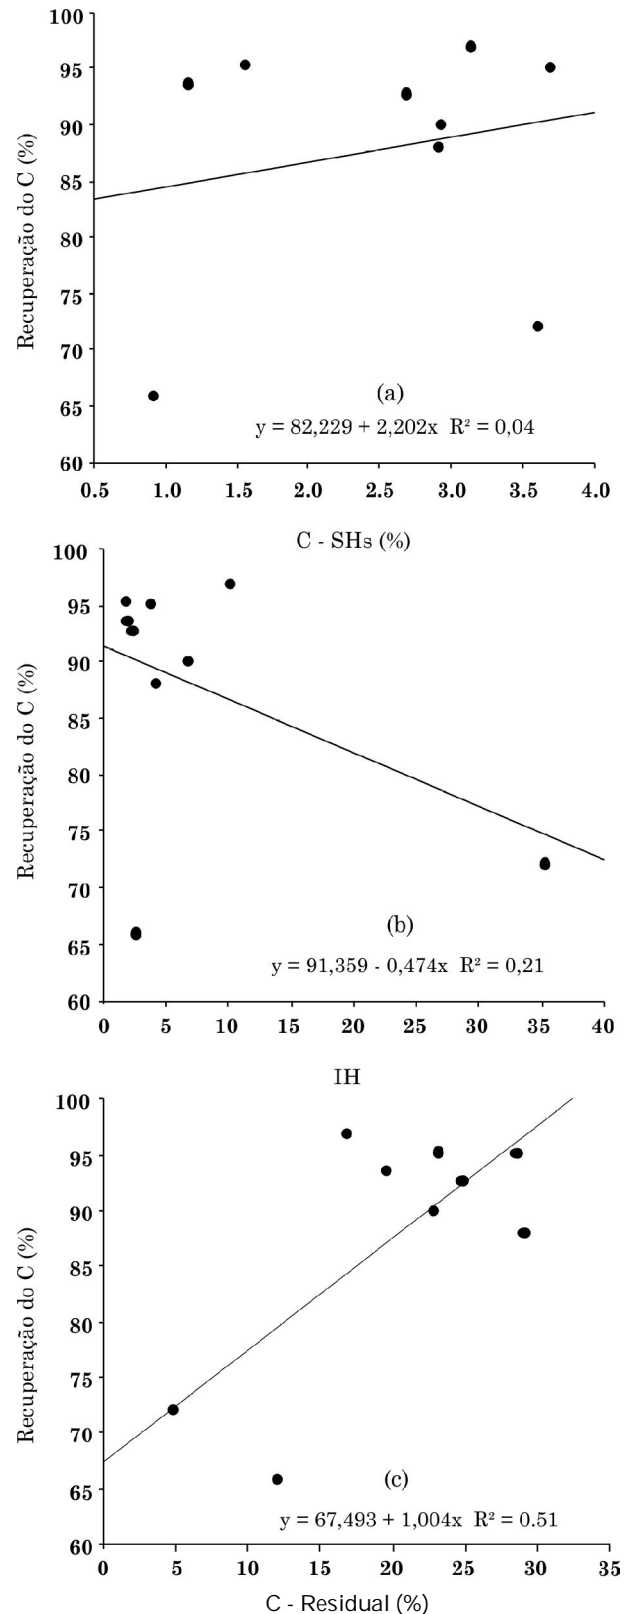 100
95
90
85
80
75
70
65
60
Recuperação do C (%)
(a)
y = 82,229 + 2,202x R² = 0,04
0.5 1.0 1.5 2.0 2.5 3.0 3.5 4.0
C - SHs (%)
100
95
90
85
80
75
70
65
60
Recuperação do C (%)
(b)
y = 91,359 - 0,474x R² = 0,21
0 5 10 15 20 25 30 35 40
IH
100
95
90
85
80
75
70
65
60
Recuperação do C (%)
(c)
y = 67,493 + 1,004x R² = 0.51
0 5 10 15 20 25 30 35
C - Residual (%)